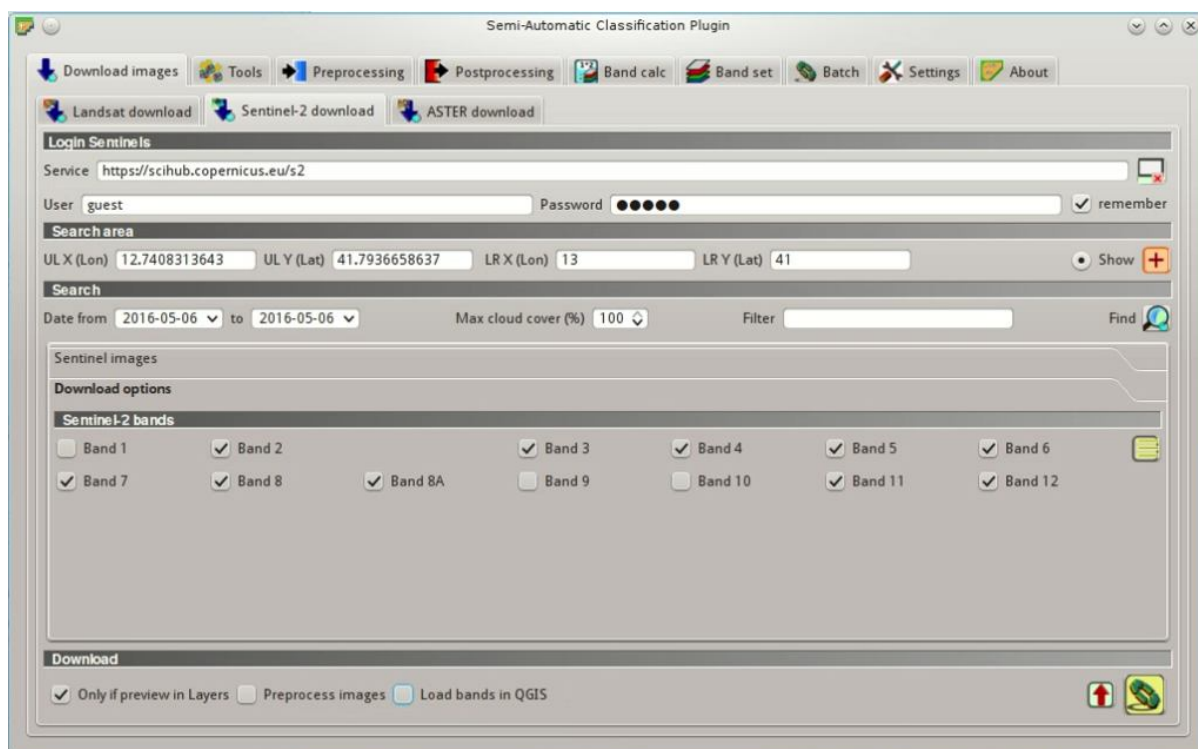 Semi-Automatic Classification Plugin
Download images Tools Preprocessing Postprocessing Band calc Band set Batch Settings About
Landsat download Sentinel-2 download ASTER download
Login Sentinels
Service https://scihub.copernicus.eu/s2
User guest Password ●●●●● remember
Search area
UL X (Lon) 12.7408313643 UL Y (Lat) 41.7936658637 LR X (Lon) 13 LR Y (Lat) 41 Show
Search
Date from 2016-05-06 to 2016-05-06 Max cloud cover (%) 100 Filter Find
Sentinel images
Download options
Sentinel-2 bands
Band 1 Band 2 Band 3 Band 4 Band 5 Band 6
Band 7 Band 8 Band 8A Band 9 Band 10 Band 11 Band 12
Download
Only if preview in Layers Preprocess images Load bands in QGIS